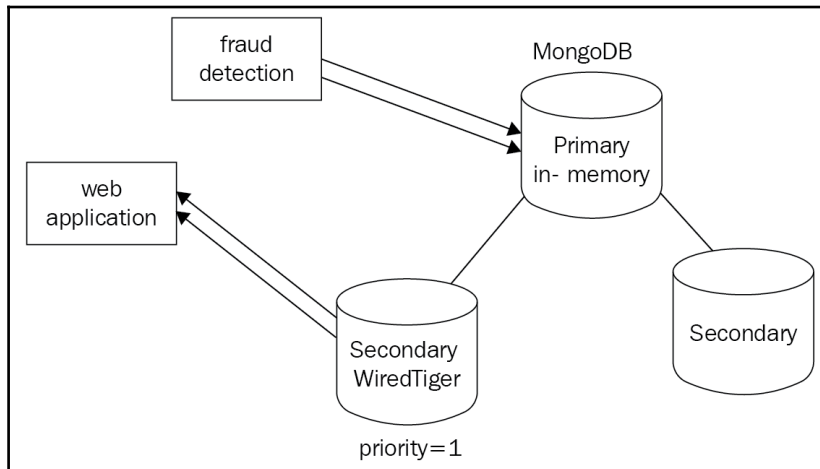 fraud
detection
MongoDB
Primary
in- memory
web
application
Secondary
Secondary
WiredTiger
priority=1